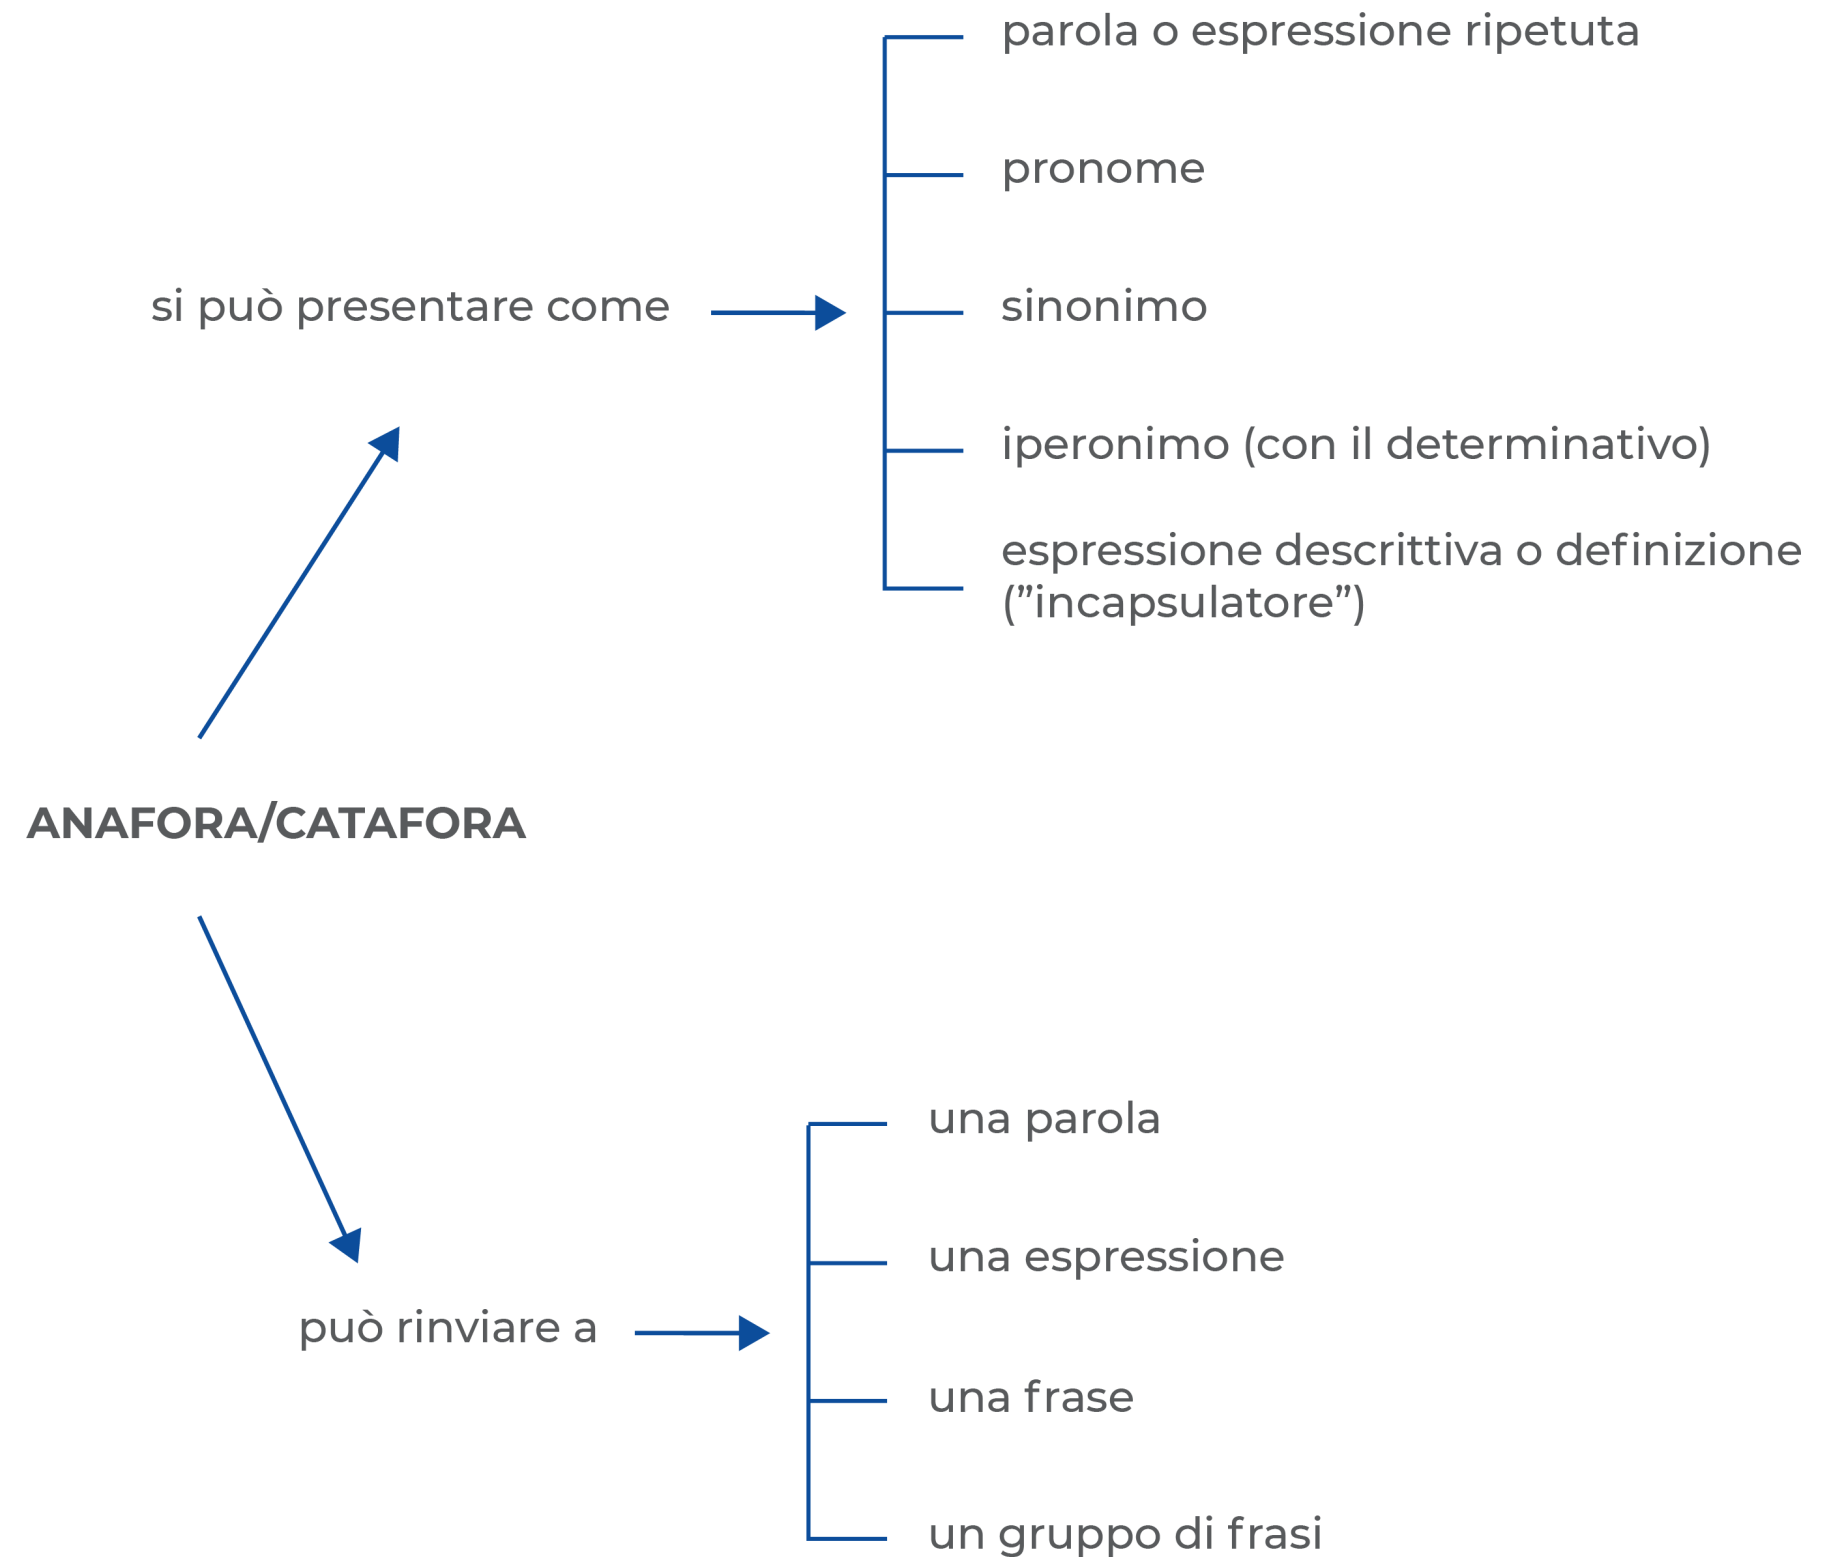 parola o espressione ripetuta
pronome
si può presentare come
sinonimo
iperonimo (con il determinativo)
espressione descrittiva o definizione
(”incapsulatore”)
ANAFORA/CATAFORA
una parola
una espressione
può rinviare a
una frase
un gruppo di frasi